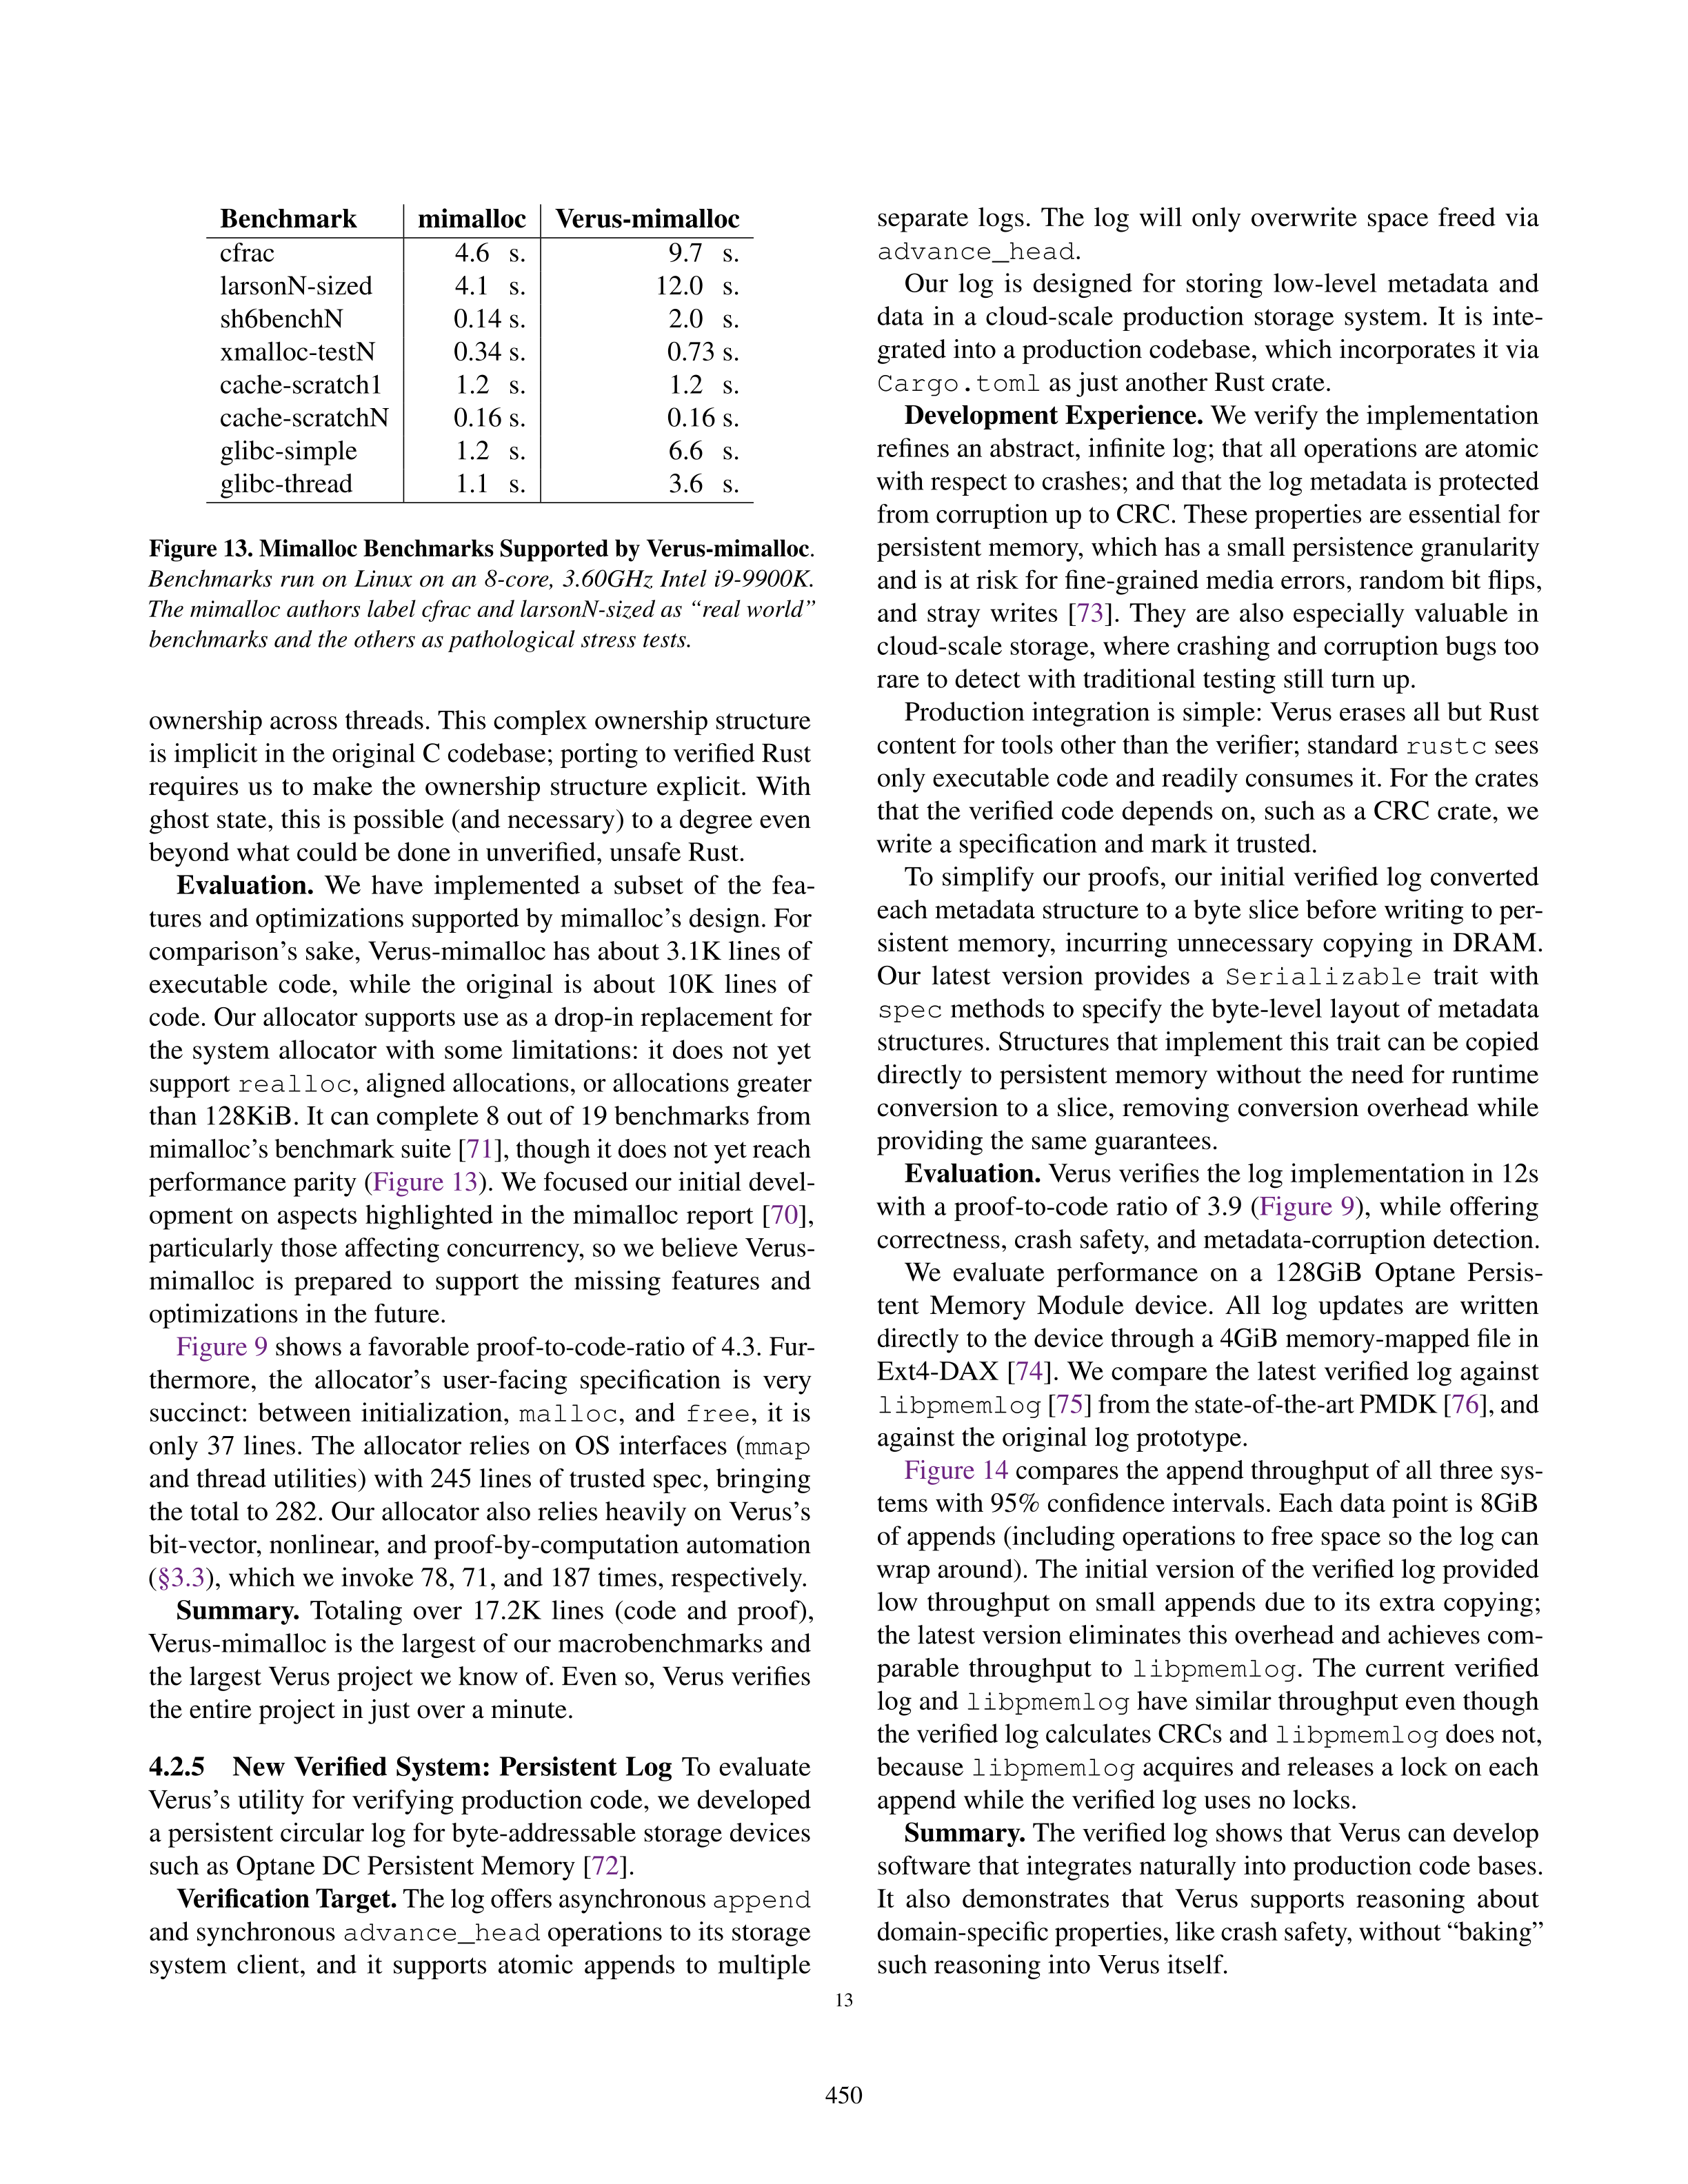 Benchmark mimalloc Verus-mimalloc
cfrac 4.6 s. 9.7 s.
larsonN-sized 4.1 s. 12.0 s.
sh6benchN 0.14 s. 2.0 s.
xmalloc-testN 0.34 s. 0.73 s.
cache-scratch1 1.2 s. 1.2 s.
cache-scratchN 0.16 s. 0.16 s.
glibc-simple 1.2 s. 6.6 s.
glibc-thread 1.1 s. 3.6 s.
Figure 13. Mimalloc Benchmarks Supported by Verus-mimalloc.
Benchmarks run on Linux on an 8-core, 3.60GHz Intel i9-9900K.
The mimalloc authors label cfrac and larsonN-sized as “real world”
benchmarks and the others as pathological stress tests.
ownership across threads. This complex ownership structure
is implicit in the original C codebase; porting to verified Rust
requires us to make the ownership structure explicit. With
ghost state, this is possible (and necessary) to a degree even
beyond what could be done in unverified, unsafe Rust.
Evaluation. We have implemented a subset of the fea-
tures and optimizations supported by mimalloc’s design. For
comparison’s sake, Verus-mimalloc has about 3.1K lines of
executable code, while the original is about 10K lines of
code. Our allocator supports use as a drop-in replacement for
the system allocator with some limitations: it does not yet
support realloc, aligned allocations, or allocations greater
than 128KiB. It can complete 8 out of 19 benchmarks from
mimalloc’s benchmark suite [71], though it does not yet reach
performance parity (Figure 13). We focused our initial devel-
opment on aspects highlighted in the mimalloc report [70],
particularly those affecting concurrency, so we believe Verus-
mimalloc is prepared to support the missing features and
optimizations in the future.
Figure 9 shows a favorable proof-to-code-ratio of 4.3. Fur-
thermore, the allocator’s user-facing specification is very
succinct: between initialization, malloc, and free, it is
only 37 lines. The allocator relies on OS interfaces (mmap
and thread utilities) with 245 lines of trusted spec, bringing
the total to 282. Our allocator also relies heavily on Verus’s
bit-vector, nonlinear, and proof-by-computation automation
(§3.3), which we invoke 78, 71, and 187 times, respectively.
Summary. Totaling over 17.2K lines (code and proof),
Verus-mimalloc is the largest of our macrobenchmarks and
the largest Verus project we know of. Even so, Verus verifies
the entire project in just over a minute.
4.2.5 New Verified System: Persistent Log To evaluate
Verus’s utility for verifying production code, we developed
a persistent circular log for byte-addressable storage devices
such as Optane DC Persistent Memory [72].
Verification Target. The log offers asynchronous append
and synchronous advance_head operations to its storage
system client, and it supports atomic appends to multiple
separate logs. The log will only overwrite space freed via
advance_head.
Our log is designed for storing low-level metadata and
data in a cloud-scale production storage system. It is inte-
grated into a production codebase, which incorporates it via
Cargo.toml as just another Rust crate.
Development Experience. We verify the implementation
refines an abstract, infinite log; that all operations are atomic
with respect to crashes; and that the log metadata is protected
from corruption up to CRC. These properties are essential for
persistent memory, which has a small persistence granularity
and is at risk for fine-grained media errors, random bit flips,
and stray writes [73]. They are also especially valuable in
cloud-scale storage, where crashing and corruption bugs too
rare to detect with traditional testing still turn up.
Production integration is simple: Verus erases all but Rust
content for tools other than the verifier; standard rustc sees
only executable code and readily consumes it. For the crates
that the verified code depends on, such as a CRC crate, we
write a specification and mark it trusted.
To simplify our proofs, our initial verified log converted
each metadata structure to a byte slice before writing to per-
sistent memory, incurring unnecessary copying in DRAM.
Our latest version provides a Serializable trait with
spec methods to specify the byte-level layout of metadata
structures. Structures that implement this trait can be copied
directly to persistent memory without the need for runtime
conversion to a slice, removing conversion overhead while
providing the same guarantees.
Evaluation. Verus verifies the log implementation in 12s
with a proof-to-code ratio of 3.9 (Figure 9), while offering
correctness, crash safety, and metadata-corruption detection.
We evaluate performance on a 128GiB Optane Persis-
tent Memory Module device. All log updates are written
directly to the device through a 4GiB memory-mapped file in
Ext4-DAX [74]. We compare the latest verified log against
libpmemlog [75] from the state-of-the-art PMDK [76], and
against the original log prototype.
Figure 14 compares the append throughput of all three sys-
tems with 95% confidence intervals. Each data point is 8GiB
of appends (including operations to free space so the log can
wrap around). The initial version of the verified log provided
low throughput on small appends due to its extra copying;
the latest version eliminates this overhead and achieves com-
parable throughput to libpmemlog. The current verified
log and libpmemlog have similar throughput even though
the verified log calculates CRCs and libpmemlog does not,
because libpmemlog acquires and releases a lock on each
append while the verified log uses no locks.
Summary. The verified log shows that Verus can develop
software that integrates naturally into production code bases.
It also demonstrates that Verus supports reasoning about
domain-specific properties, like crash safety, without “baking”
such reasoning into Verus itself.
13
450